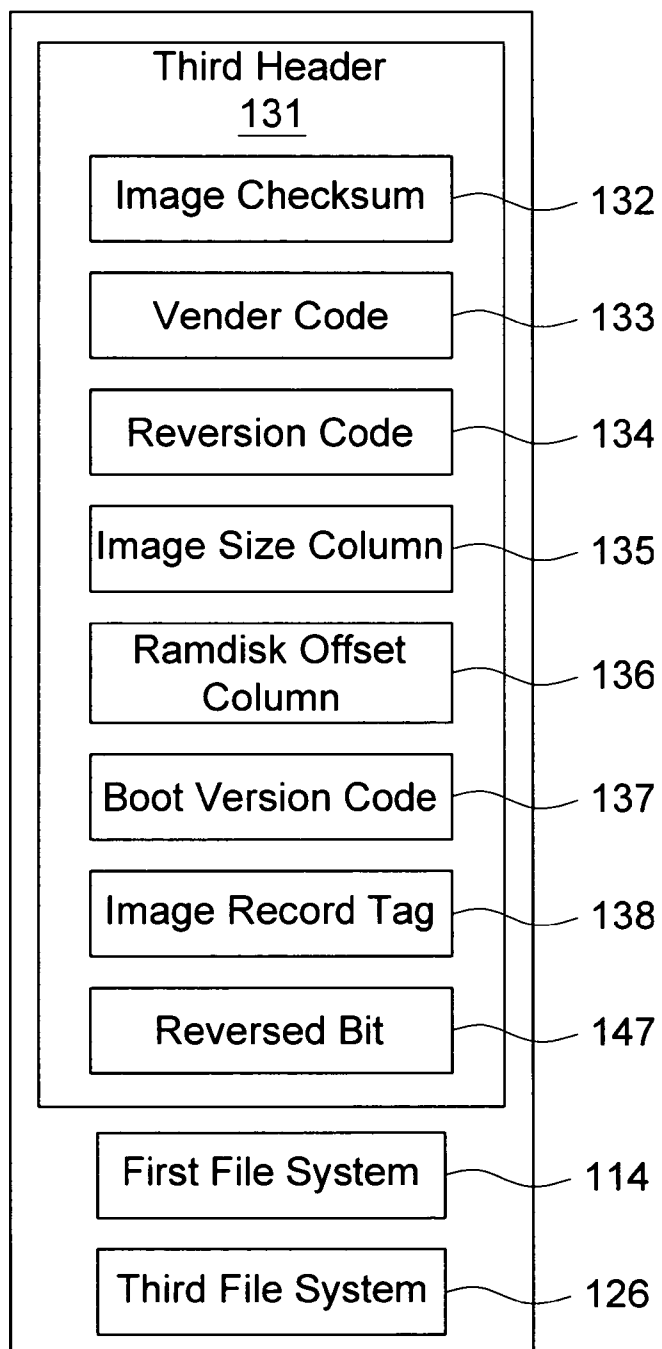 Third Header
131
Image Checksum
132
Vender Code
133
Reversion Code
134
Image Size Column
135
Ramdisk Offset
Column
136
Boot Version Code
137
Image Record Tag
138
Reversed Bit
147
First File System
114
Third File System
126